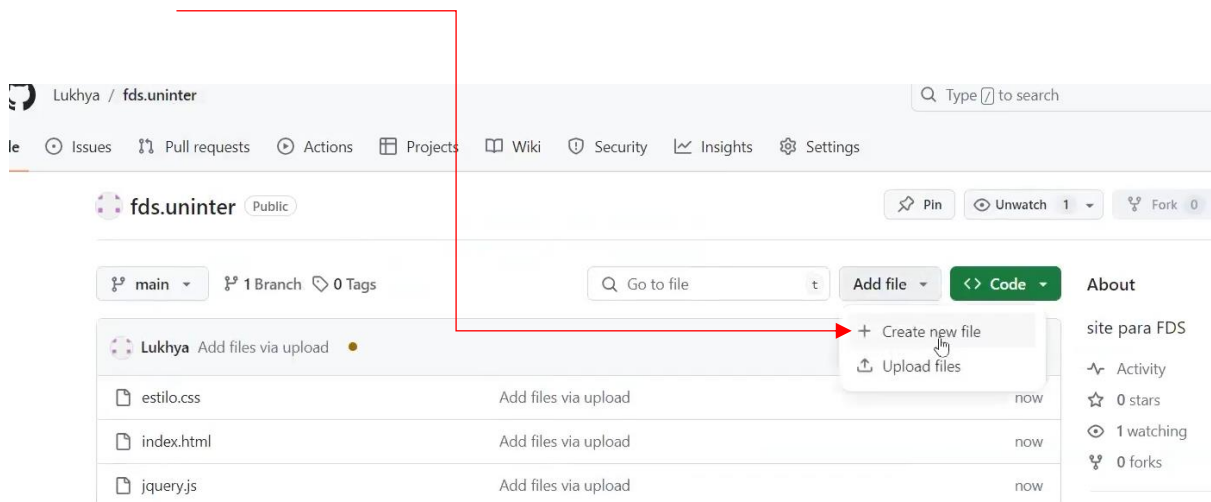 Lukhya / fds.uninter
Type / to search
le Issues Pull requests Actions Projects Wiki Security Insights Settings
fds.uninter Public
Pin Unwatch 1 Fork 0
main 1 Branch 0 Tags Go to file t Add file <> Code About
Create new file site para FDS
Lukhya Add files via upload
Upload files
Activity
estilo.css Add files via upload now
0 stars
1 watching
index.html Add files via upload now
0 forks
jquery.js Add files via upload now